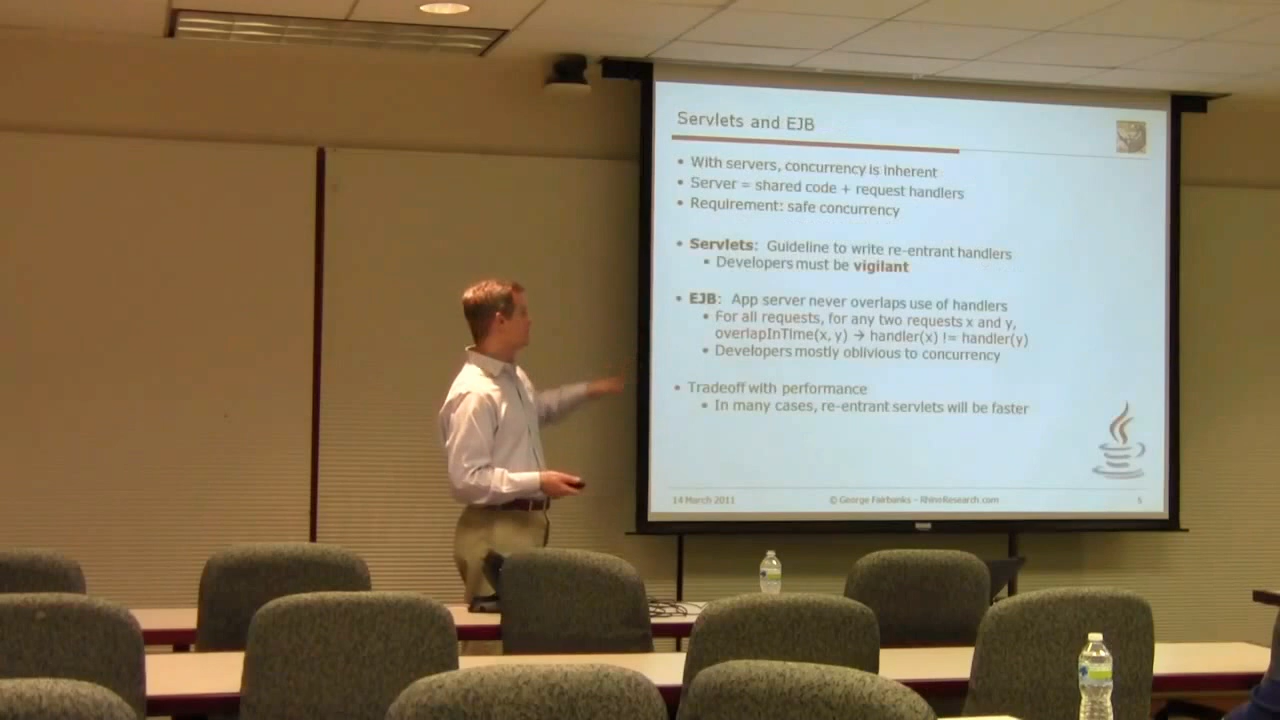 Servlets and EJB
• With servers, concurrency is inherent
• Server = shared code + request handlers
• Requirement: safe concurrency
• Servlets: Guideline to write re-entrant handlers
• Developers must be vigilant
• EJB: App server never overlaps use of handlers
• For all requests, for any two requests x and y,
overlapInTime(x, y) → handler(x) != handler(y)
• Developers mostly oblivious to concurrency
• Tradeoff with performance
• In many cases, re-entrant servlets will be faster
14 March 2011
© George Fairbanks – RhinoResearch.com
5